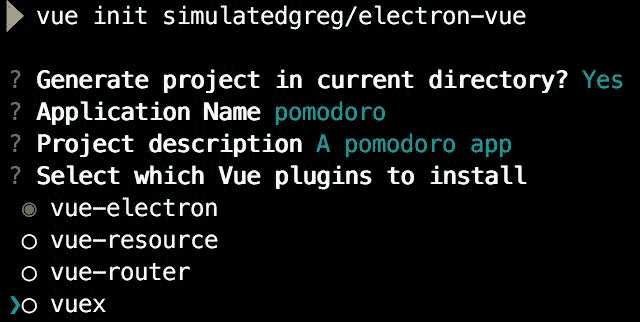 vue init simulatedgreg/electron-vue
? Generate project in current directory? Yes
? Application Name pomodoro
? Project description A pomodoro app
? Select which Vue plugins to install
◉ vue-electron
◯ vue-resource
◯ vue-router
❯◯ vuex